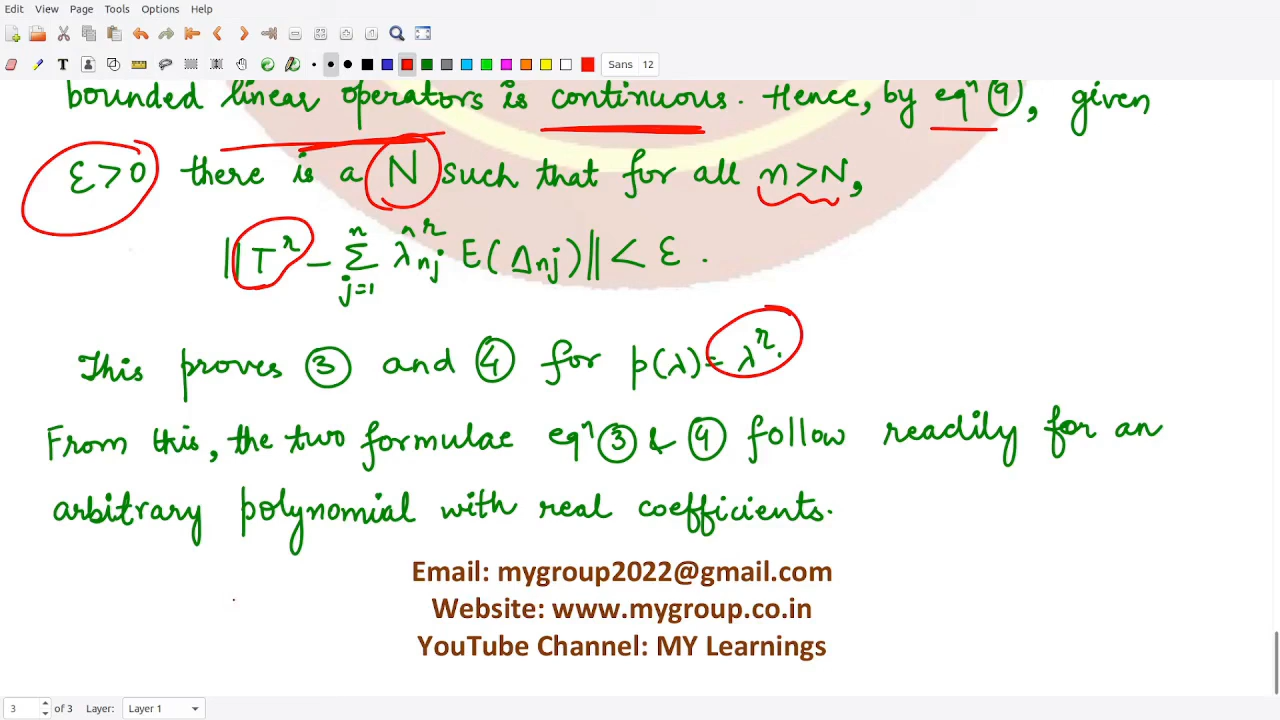 Edit View Page Tools Options Help
Sans 12
bounded linear operators is continuous. Hence, by eqⁿ ⑨, given
ε>0 there is a N such that for all n>N,
‖Tʳ - Σⁿⱼ₌₁ λ̂ʳₙⱼ E(Δₙⱼ)‖ < ε.
This proves ③ and ④ for p(λ)= λʳ.
From this, the two formulae eqⁿ ③ & ④ follow readily for an
arbitrary polynomial with real coefficients.
Email: mygroup2022@gmail.com
Website: www.mygroup.co.in
YouTube Channel: MY Learnings
3 of 3 Layer: Layer 1